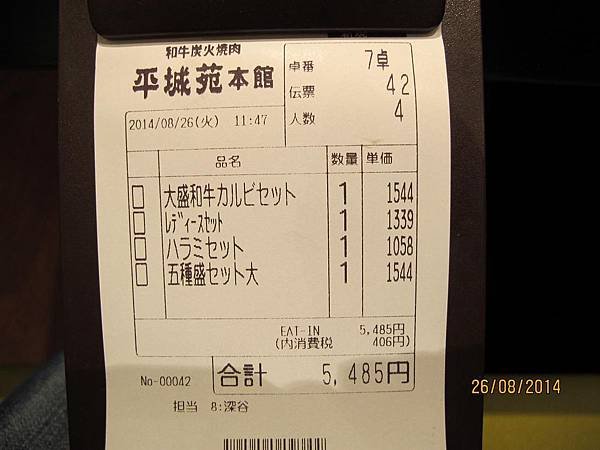 和牛炭火焼肉
平城苑本館
卓番 7卓
伝票 42
人数 4
2014/08/26(火) 11:47
品名 数量 単価
大盛和牛カルビセット 1 1544
ﾚﾃﾞｨｰｽｾｯﾄ 1 1339
ハラミセット 1 1058
五種盛セット大 1 1544
EAT-IN 5,485円
(内消費税 406円)
No-00042 合計 5,485円
担当 8:深谷
26/08/2014